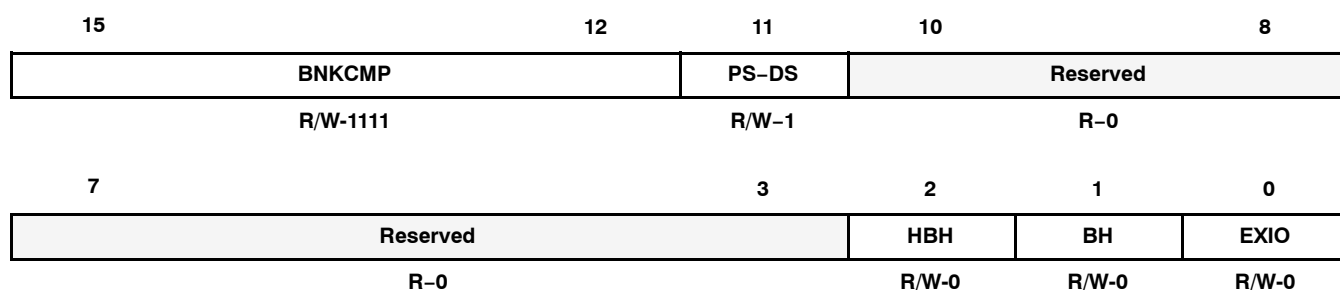 15 12 11 10 8
BNKCMP PS−DS Reserved
R/W-1111 R/W−1 R−0
7 3 2 1 0
Reserved HBH BH EXIO
R−0 R/W-0 R/W-0 R/W-0